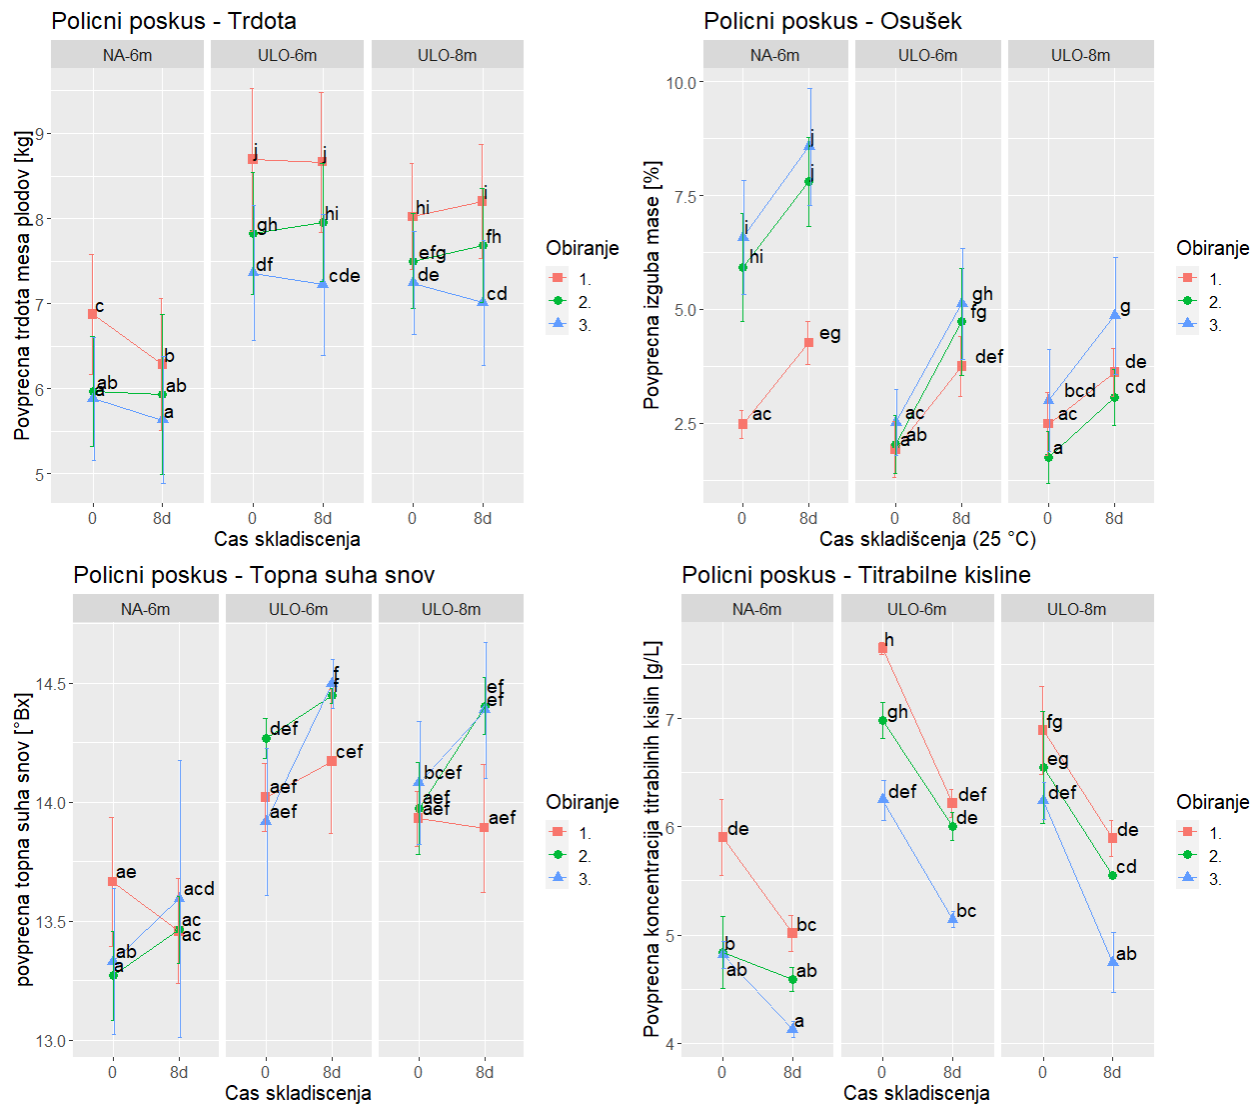 Policni poskus - Trdota
NA-6m
ULO-6m
ULO-8m
Povprecna trdota mesa plodov [kg]
9
8
7
6
5
c
b
ab
ab
a
a
j
j
gh
hi
df
cde
hi
i
efg
fh
de
cd
0
8d
0
8d
0
8d
Cas skladiscenja
Obiranje
1.
2.
3.
Policni poskus - Osušek
NA-6m
ULO-6m
ULO-8m
Povprecna izguba mase [%]
10.0
7.5
5.0
2.5
j
j
i
hi
eg
ac
gh
fg
def
ac
ab
a
g
de
cd
bcd
ac
a
0
8d
0
8d
0
8d
Cas skladišcenja (25 °C)
Obiranje
1.
2.
3.
Policni poskus - Topna suha snov
NA-6m
ULO-6m
ULO-8m
povprecna topna suha snov [°Bx]
14.5
14.0
13.5
13.0
ae
acd
ac
ac
ab
a
f
f
def
cef
aef
aef
ef
ef
bcef
aef
aef
aef
0
8d
0
8d
0
8d
Cas skladiscenja
Obiranje
1.
2.
3.
Policni poskus - Titrabilne kisline
NA-6m
ULO-6m
ULO-8m
Povprecna koncentracija titrabilnih kislin [g/L]
7
6
5
4
de
bc
b
ab
ab
a
h
gh
def
def
de
bc
fg
eg
def
de
cd
ab
0
8d
0
8d
0
8d
Cas skladiscenja
Obiranje
1.
2.
3.